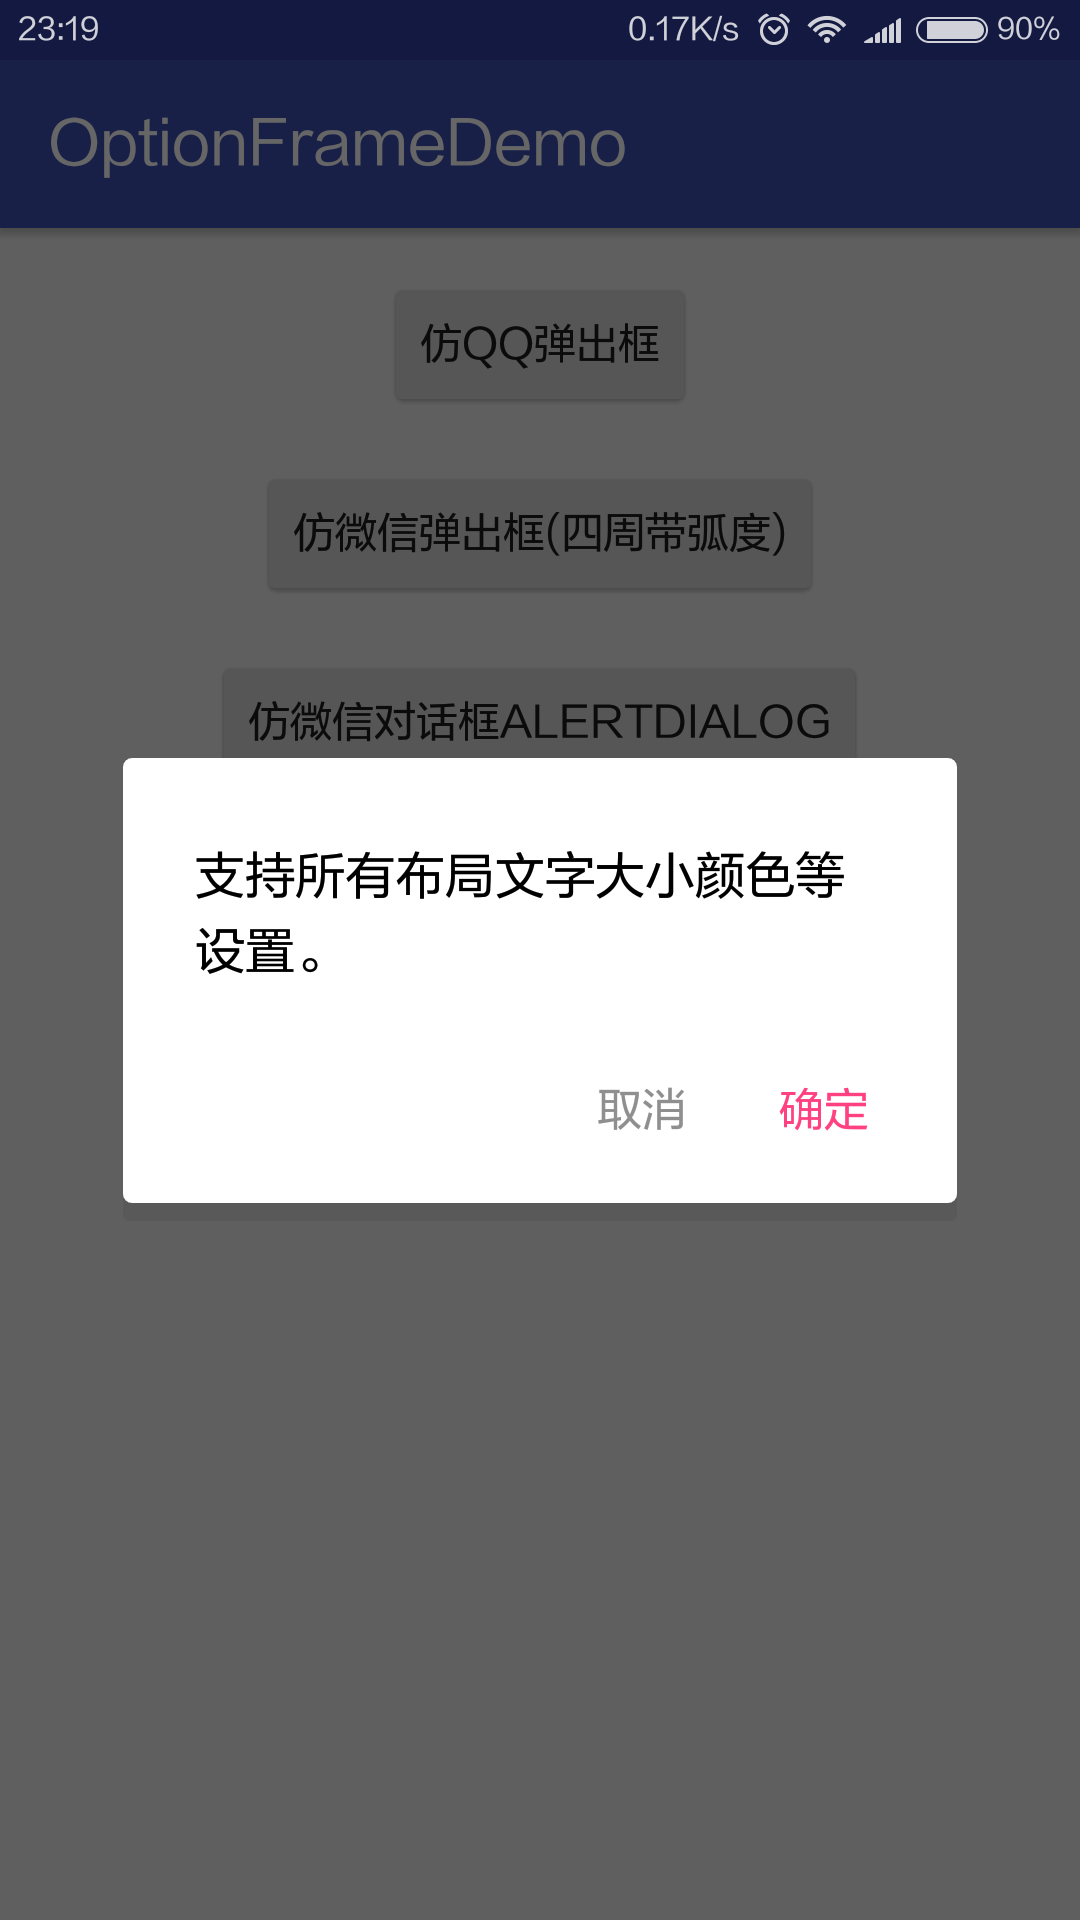 23:19 0.17K/s 90%
OptionFrameDemo
仿QQ弹出框
仿微信弹出框(四周带弧度)
仿微信对话框ALERTDIALOG
支持所有布局文字大小颜色等
设置。
取消 确定